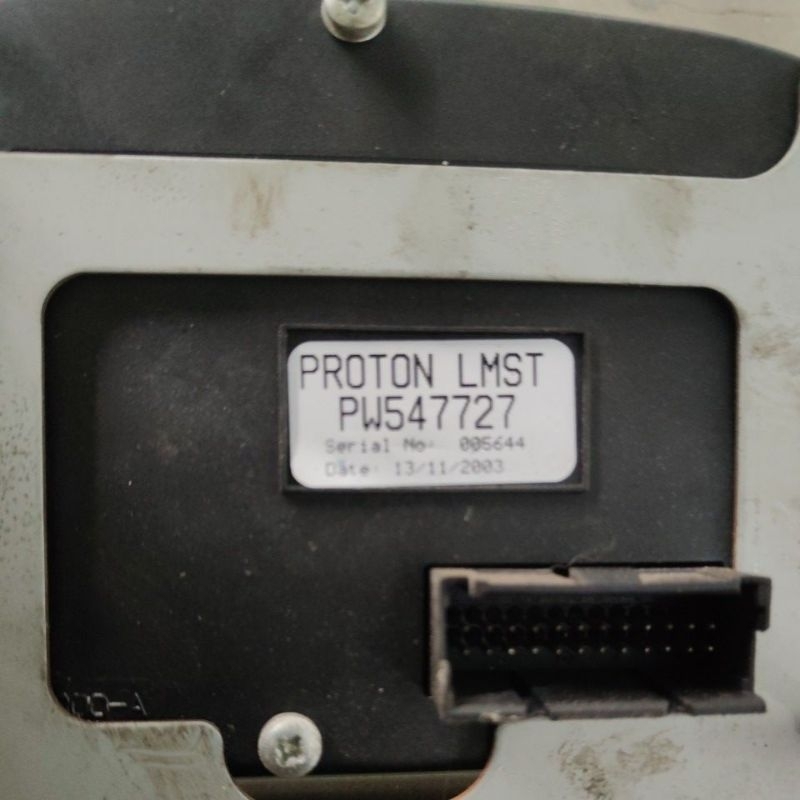 PROTON LMST
PW547727
Serial No: 005644
Date: 13/11/2003